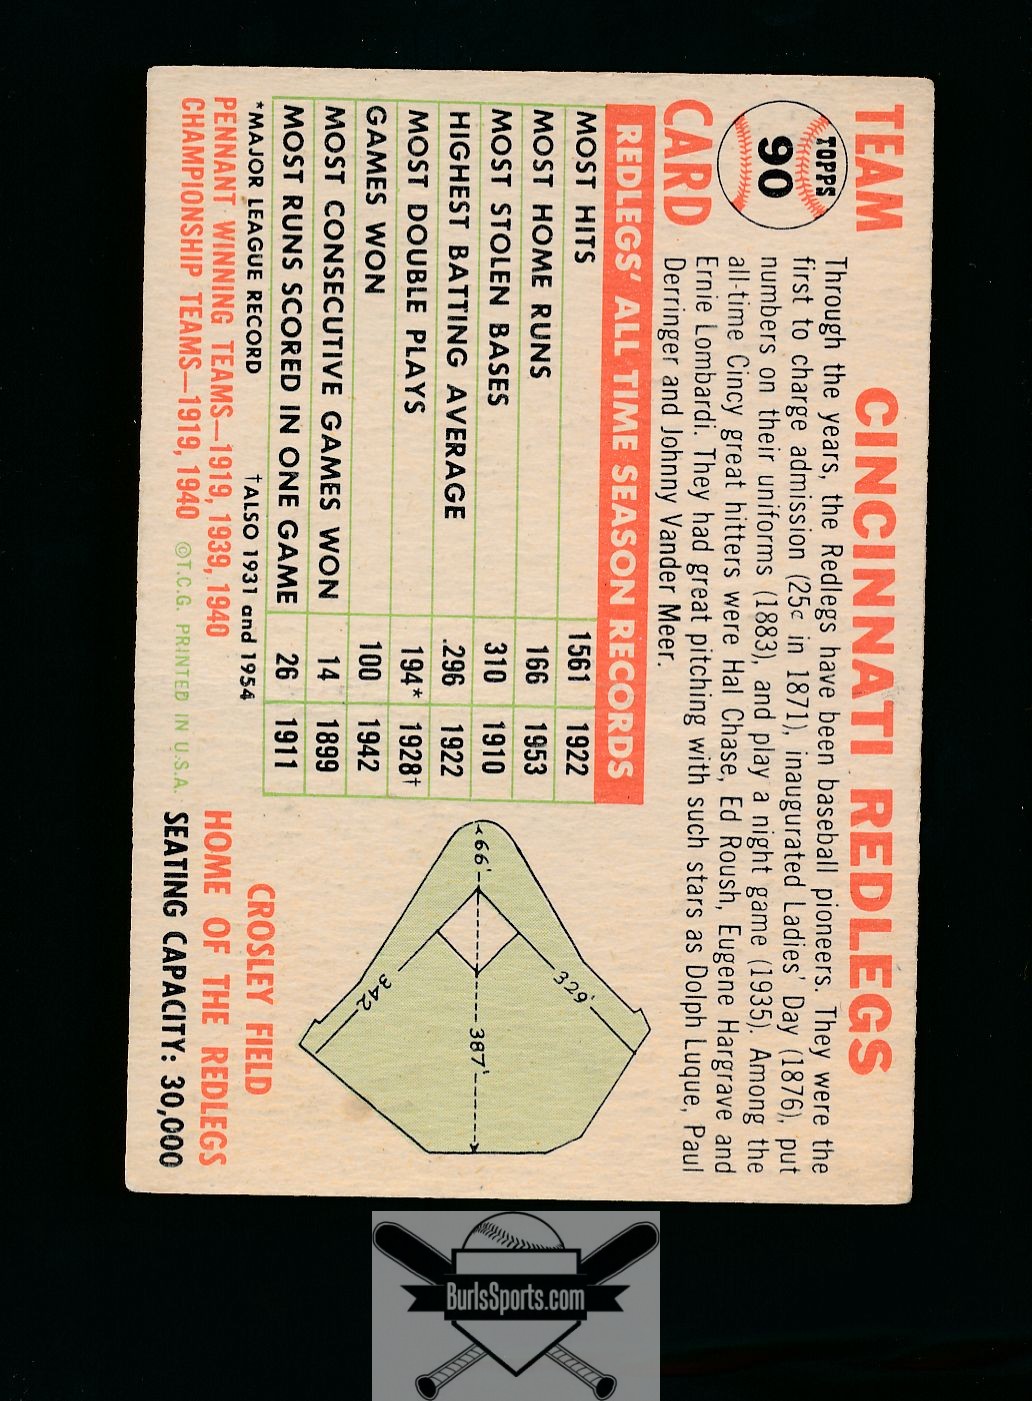 TEAM
TOPPS
90
CARD
CINCINNATI REDLEGS
Through the years, the Redlegs have been baseball pioneers. They were the
first to charge admission (25¢ in 1871), inaugurated Ladies' Day (1876), put
numbers on their uniforms (1883), and play a night game (1935). Among the
all-time Cincy great hitters were Hal Chase, Ed Roush, Eugene Hargrave and
Ernie Lombardi. They had great pitching with such stars as Dolph Luque, Paul
Derringer and Johnny Vander Meer.
REDLEGS' ALL TIME SEASON RECORDS
MOST HITS 1561 1922
MOST HOME RUNS 166 1953
MOST STOLEN BASES 310 1910
HIGHEST BATTING AVERAGE .296 1922
MOST DOUBLE PLAYS 194* 1928†
GAMES WON 100 1942
MOST CONSECUTIVE GAMES WON 14 1899
MOST RUNS SCORED IN ONE GAME 26 1911
*MAJOR LEAGUE RECORD †ALSO 1931 and 1954
PENNANT WINNING TEAMS—1919, 1939, 1940
CHAMPIONSHIP TEAMS—1919, 1940 ©T.C.G. PRINTED IN U.S.A.
66'
329'
387'
342'
CROSLEY FIELD
HOME OF THE REDLEGS
SEATING CAPACITY: 30,000
BurlsSports.com